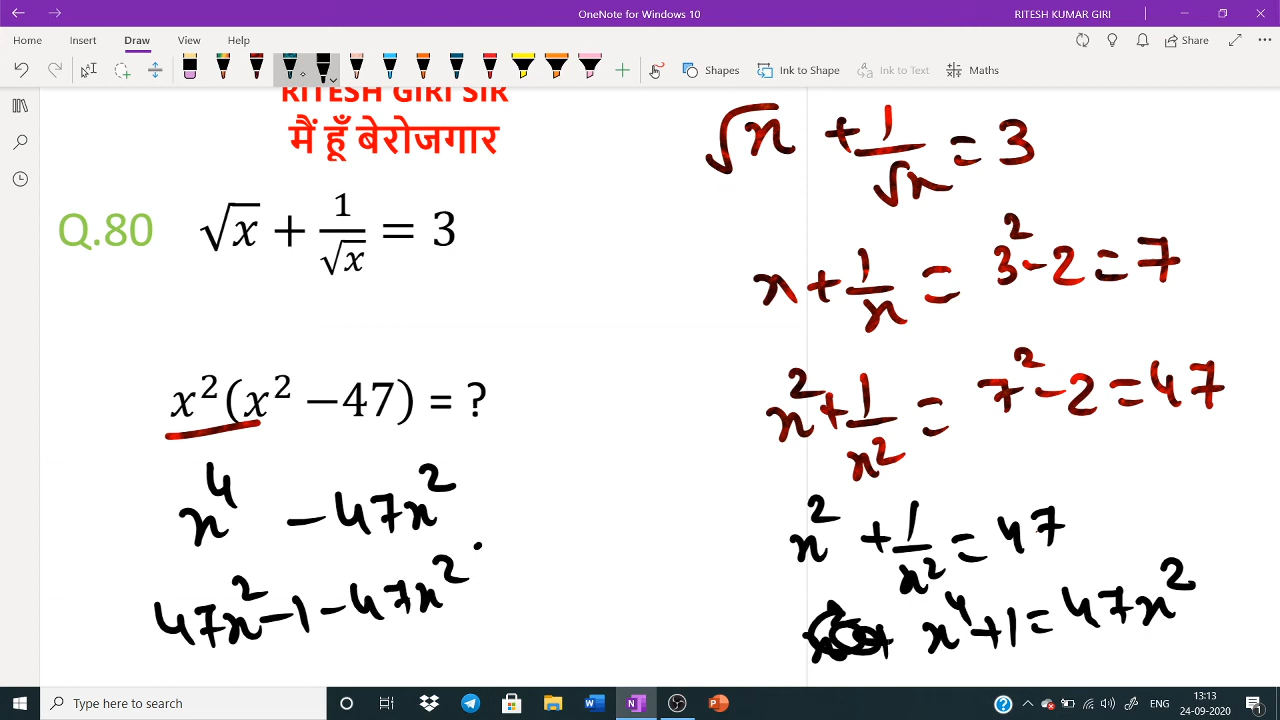 OneNote for Windows 10
RITESH KUMAR GIRI
Home Insert Draw View Help
Share
Shapes Ink to Shape Ink to Text Maths
RITESH GIRI SIR
मैं हूँ बेरोजगार
Q.80 √x + 1/√x = 3
x²(x² −47) = ?
x⁴ − 47x²
47x² − 1 − 47x²
√x + 1/√x = 3
x + 1/x = 3² − 2 = 7
x² + 1/x² = 7² − 2 = 47
x² + 1/x² = 47
x⁴ + 1 = 47x²
Type here to search
ENG
13:13
24-09-2020